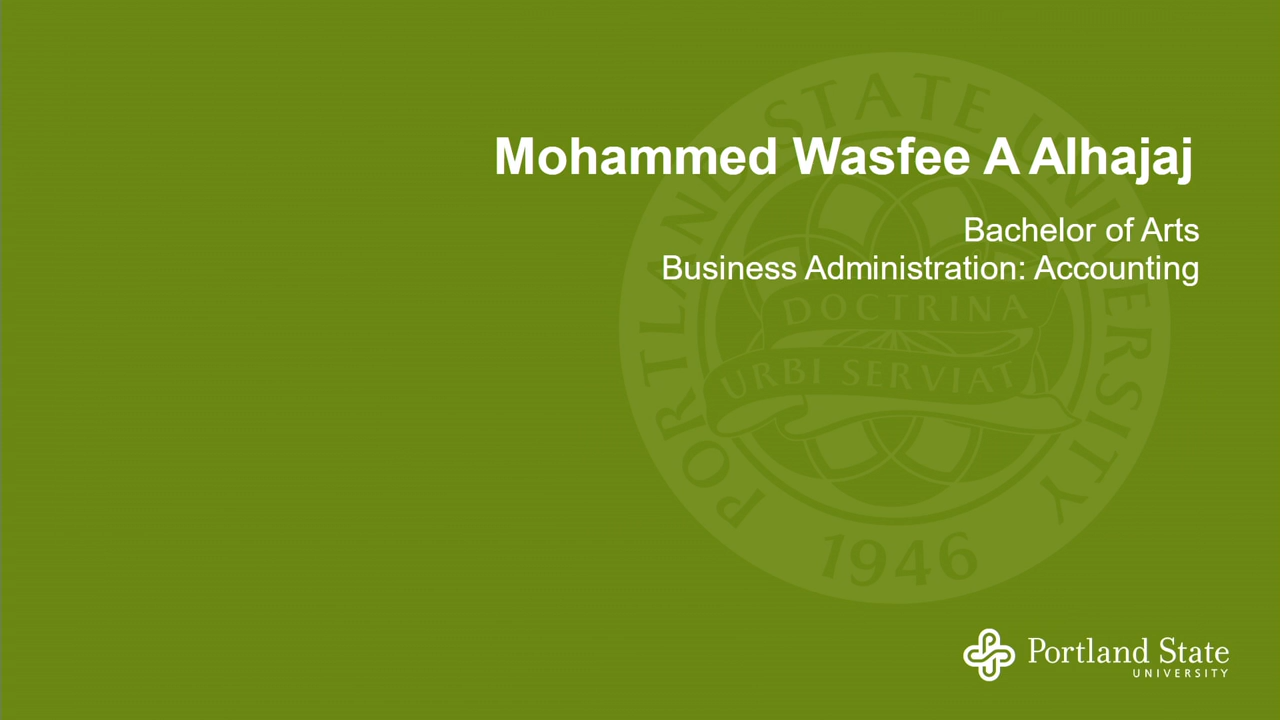 Mohammed Wasfee A Alhajaj
Bachelor of Arts
Business Administration: Accounting
PORTLAND STATE UNIVERSITY
DOCTRINA
URBI SERVIAT
1946
Portland State
UNIVERSITY